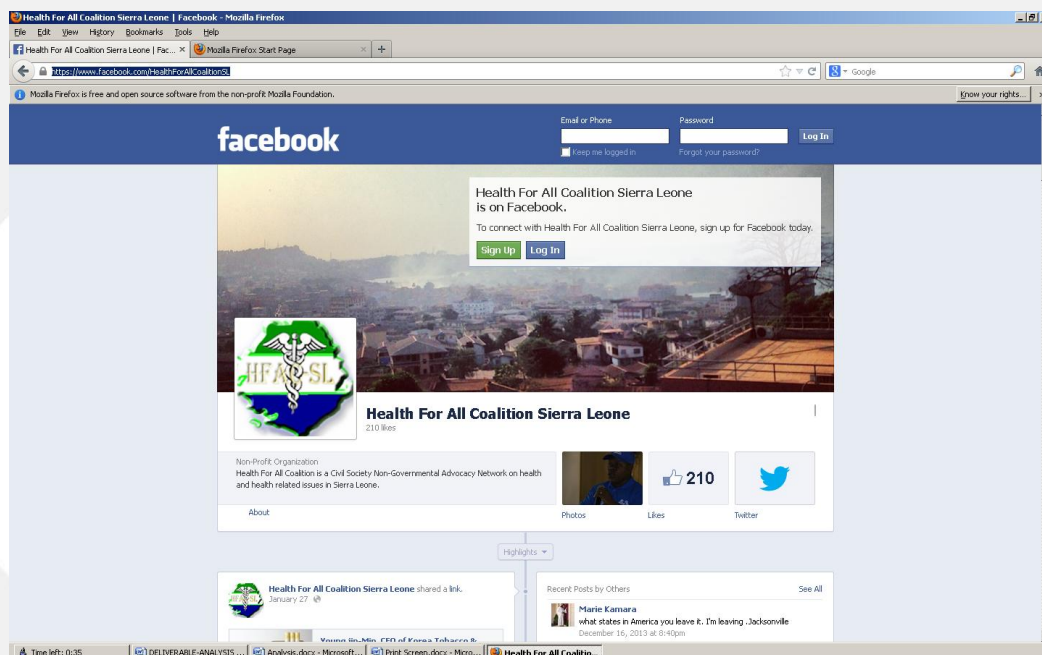 Health For All Coalition Sierra Leone | Facebook - Mozilla Firefox
File Edit View History Bookmarks Tools Help
Health For All Coalition Sierra Leone | Fac... Mozilla Firefox Start Page
https://www.facebook.com/HealthForAllCoalitionSL
Google
Mozilla Firefox is free and open source software from the non-profit Mozilla Foundation.
Know your rights...
Email or Phone Password
facebook
Log In
Keep me logged in Forgot your password?
Health For All Coalition Sierra Leone
is on Facebook.
To connect with Health For All Coalition Sierra Leone, sign up for Facebook today.
Sign Up Log In
HFAC-SL
Health For All Coalition Sierra Leone
210 likes
Non-Profit Organization
Health For All Coalition is a Civil Society Non-Governmental Advocacy Network on health
and health related issues in Sierra Leone.
About
210
Photos Likes Twitter
Highlights
Health For All Coalition Sierra Leone shared a link.
January 27
Young-jin-Min, CEO of Korea Tobacco &
Recent Posts by Others See All
Marie Kamara
what states in America you leave it. I'm leaving .Jacksonville
December 16, 2013 at 8:40pm
Time left: 0:35 DELIVERABLE-ANALYSIS ... Analysis.docx - Microsoft... Print Screen.docx - Micro... Health For All Coalitio...